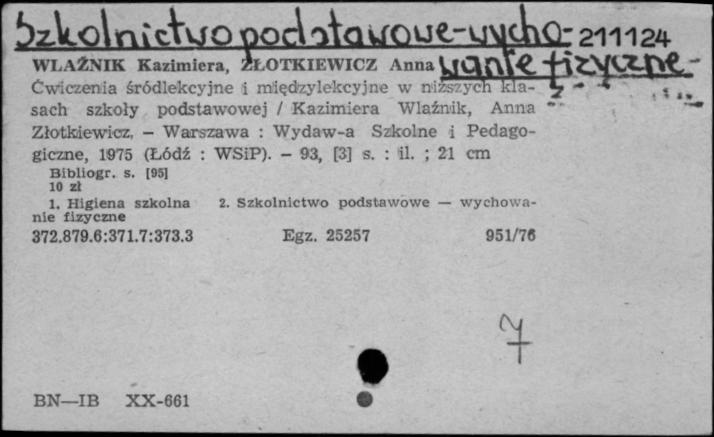 Szkolnictwo podstawowe-wycho- 211124
WLAŹNIK Kazimiera, ZŁOTKIEWICZ Anna wanie fizyczne-
Ćwiczenia śródlekcyjne i międzylekcyjne w niższych kla-
sach szkoły podstawowej / Kazimiera Wlaźnik, Anna
Złotkiewicz. – Warszawa : Wydaw-a Szkolne i Pedago-
giczne, 1975 (Łódź : WSiP). – 93, [3] s. : il. ; 21 cm
Bibliogr. s. [95]
10 zł
1. Higiena szkolna 2. Szkolnictwo podstawowe — wychowa-
nie fizyczne
372.879.6:371.7:373.3 Egz. 25257 951/76
7
BN—IB XX-661